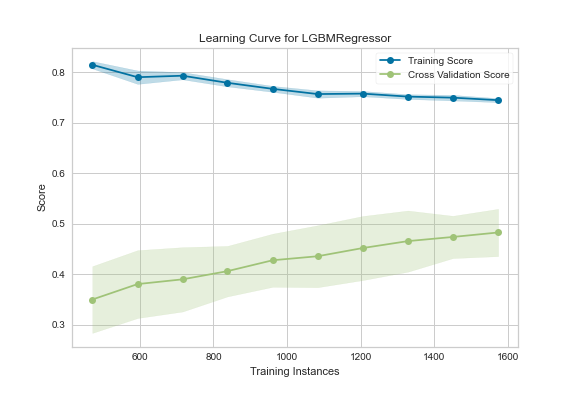 Learning Curve for LGBMRegressor
Training Score
Cross Validation Score
0.8
0.7
0.6
0.5
0.4
0.3
Score
600
800
1000
1200
1400
1600
Training Instances